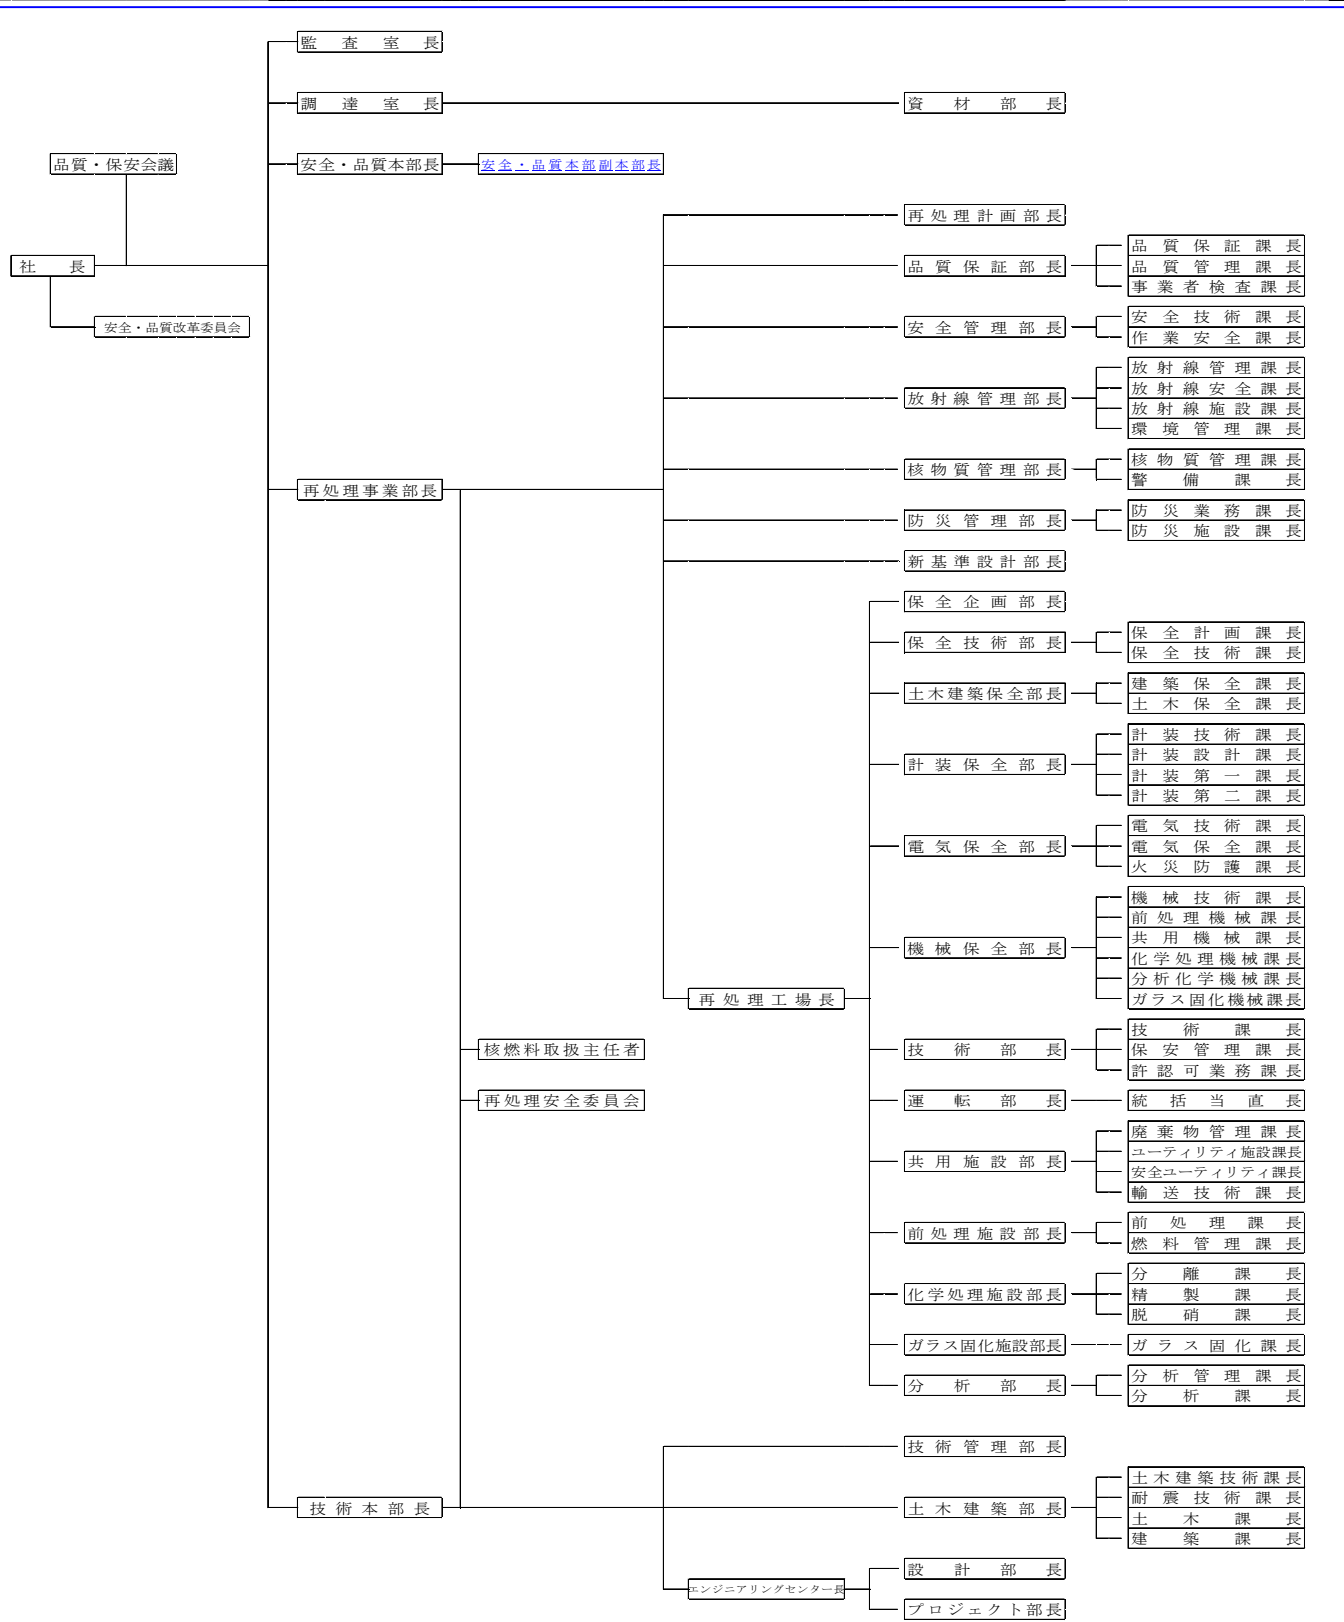 監査室長
調達室長
資材部長
品質・保安会議
安全・品質本部長
安全・品質本部副本部長
再処理計画部長
社長
品質保証部長
品質保証課長
品質管理課長
事業者検査課長
安全・品質改革委員会
安全管理部長
安全技術課長
作業安全課長
放射線管理部長
放射線管理課長
放射線安全課長
放射線施設課長
環境管理課長
再処理事業部長
核物質管理部長
核物質管理課長
警備課長
防災管理部長
防災業務課長
防災施設課長
新基準設計部長
保全企画部長
保全技術部長
保全計画課長
保全技術課長
土木建築保全部長
建築保全課長
土木保全課長
計装保全部長
計装技術課長
計装設計課長
計装第一課長
計装第二課長
電気保全部長
電気技術課長
電気保全課長
火災防護課長
機械保全部長
機械技術課長
前処理機械課長
共用機械課長
化学処理機械課長
分析化学機械課長
ガラス固化機械課長
再処理工場長
核燃料取扱主任者
技術部長
技術課長
保安管理課長
許認可業務課長
再処理安全委員会
運転部長
統括当直長
共用施設部長
廃棄物管理課長
ユーティリティ施設課長
安全ユーティリティ課長
輸送技術課長
前処理施設部長
前処理課長
燃料管理課長
化学処理施設部長
分離課長
精製課長
脱硝課長
ガラス固化施設部長
ガラス固化課長
分析部長
分析管理課長
分析課長
技術管理部長
技術本部長
土木建築部長
土木建築技術課長
耐震技術課長
土木課長
建築課長
エンジニアリングセンター長
設計部長
プロジェクト部長